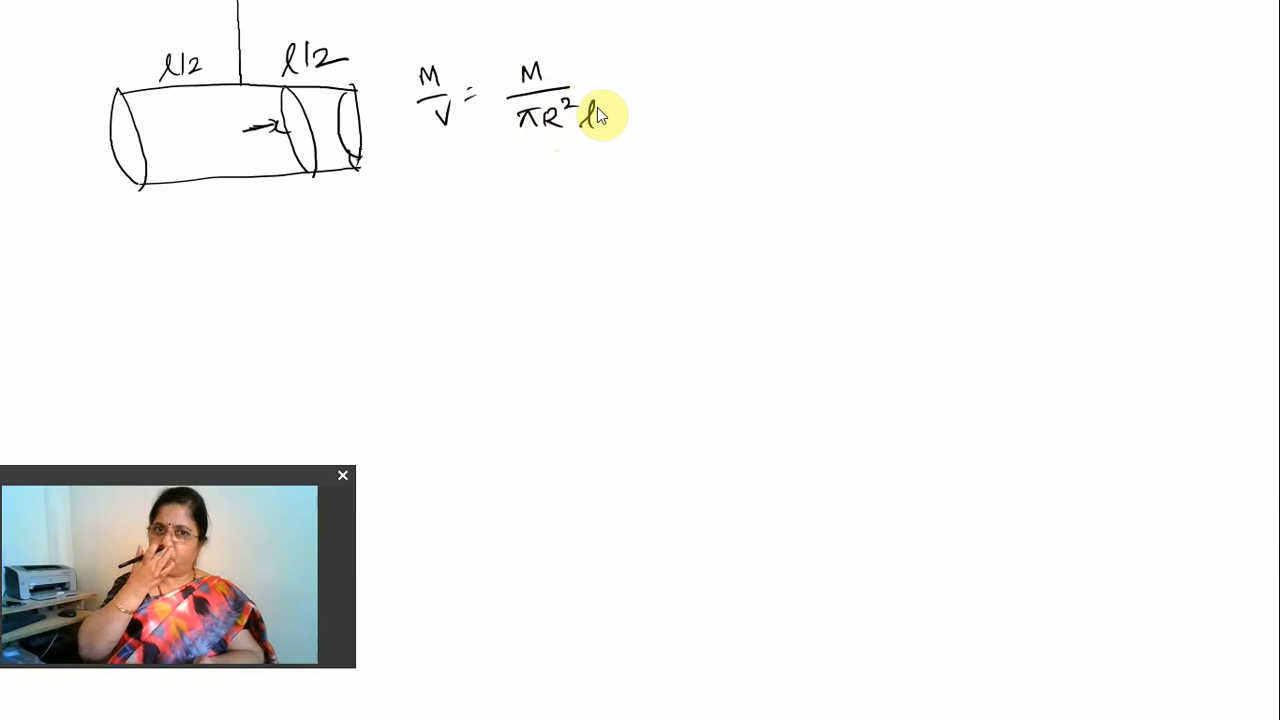 l/2 l/2
M/V = M/πR²l
x